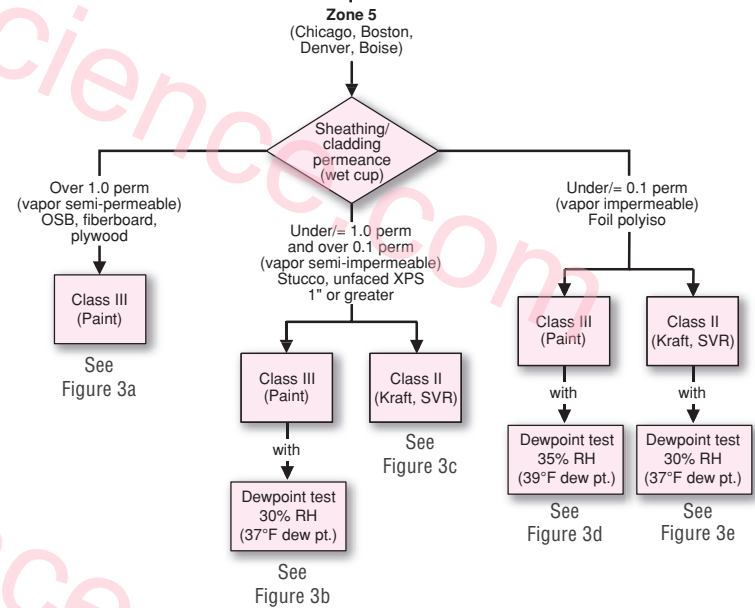 Zone 5
(Chicago, Boston,
Denver, Boise)
Sheathing/
cladding
permeance
(wet cup)
Over 1.0 perm
(vapor semi-permeable)
OSB, fiberboard,
plywood
Class III
(Paint)
See
Figure 3a
Under/= 1.0 perm
and over 0.1 perm
(vapor semi-impermeable)
Stucco, unfaced XPS
1" or greater
Class III
(Paint)
with
Dewpoint test
30% RH
(37°F dew pt.)
See
Figure 3b
Class II
(Kraft, SVR)
See
Figure 3c
Under/= 0.1 perm
(vapor impermeable)
Foil polyiso
Class III
(Paint)
with
Dewpoint test
35% RH
(39°F dew pt.)
See
Figure 3d
Class II
(Kraft, SVR)
with
Dewpoint test
30% RH
(37°F dew pt.)
See
Figure 3e
cience.com
nce